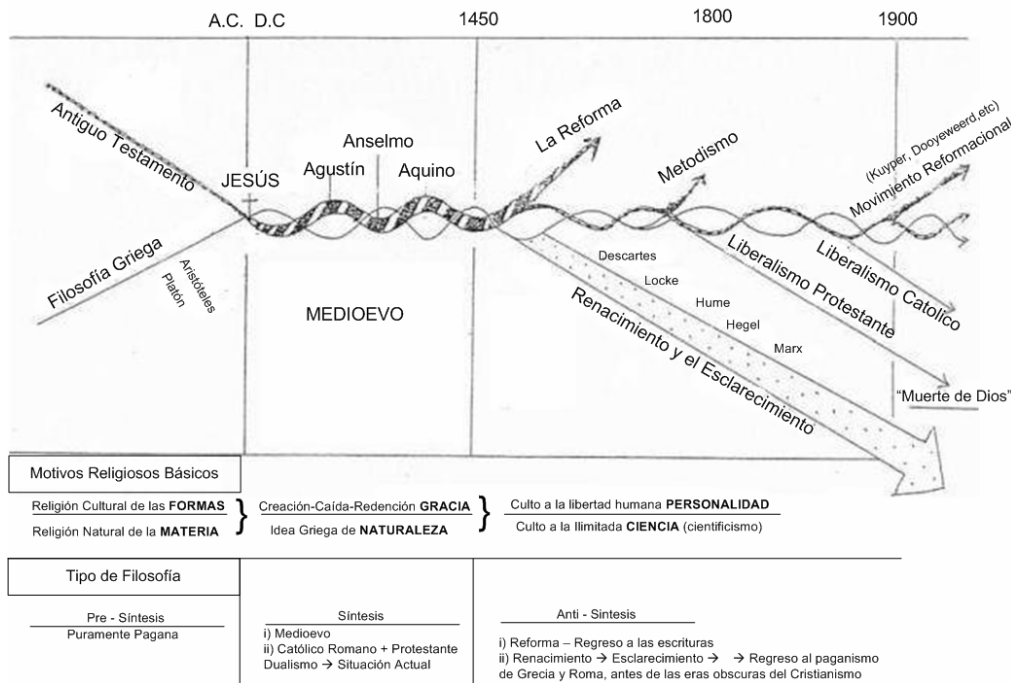 A.C. D.C
1450
1800
1900
Antiguo Testamento
Filosofía Griega
Aristóteles
Platón
JESÚS
Agustín
Anselmo
Aquino
MEDIOEVO
La Reforma
Metodismo
(Kuyper, Dooyeweerd,etc)
Movimiento Reformacional
Descartes
Locke
Hume
Hegel
Marx
Renacimiento y el Esclarecimiento
Liberalismo Protestante
Liberalismo Catolico
“Muerte de Dios”
Motivos Religiosos Básicos
Religión Cultural de las FORMAS
Religión Natural de la MATERIA
Creación-Caída-Redención GRACIA
Idea Griega de NATURALEZA
Culto a la libertad humana PERSONALIDAD
Culto a la Ilimitada CIENCIA (cientificismo)
Tipo de Filosofía
Pre - Síntesis
Puramente Pagana
Síntesis
i) Medioevo
ii) Católico Romano + Protestante
Dualismo → Situación Actual
Anti - Sintesis
i) Reforma – Regreso a las escrituras
ii) Renacimiento → Esclarecimiento → → Regreso al paganismo
de Grecia y Roma, antes de las eras obscuras del Cristianismo